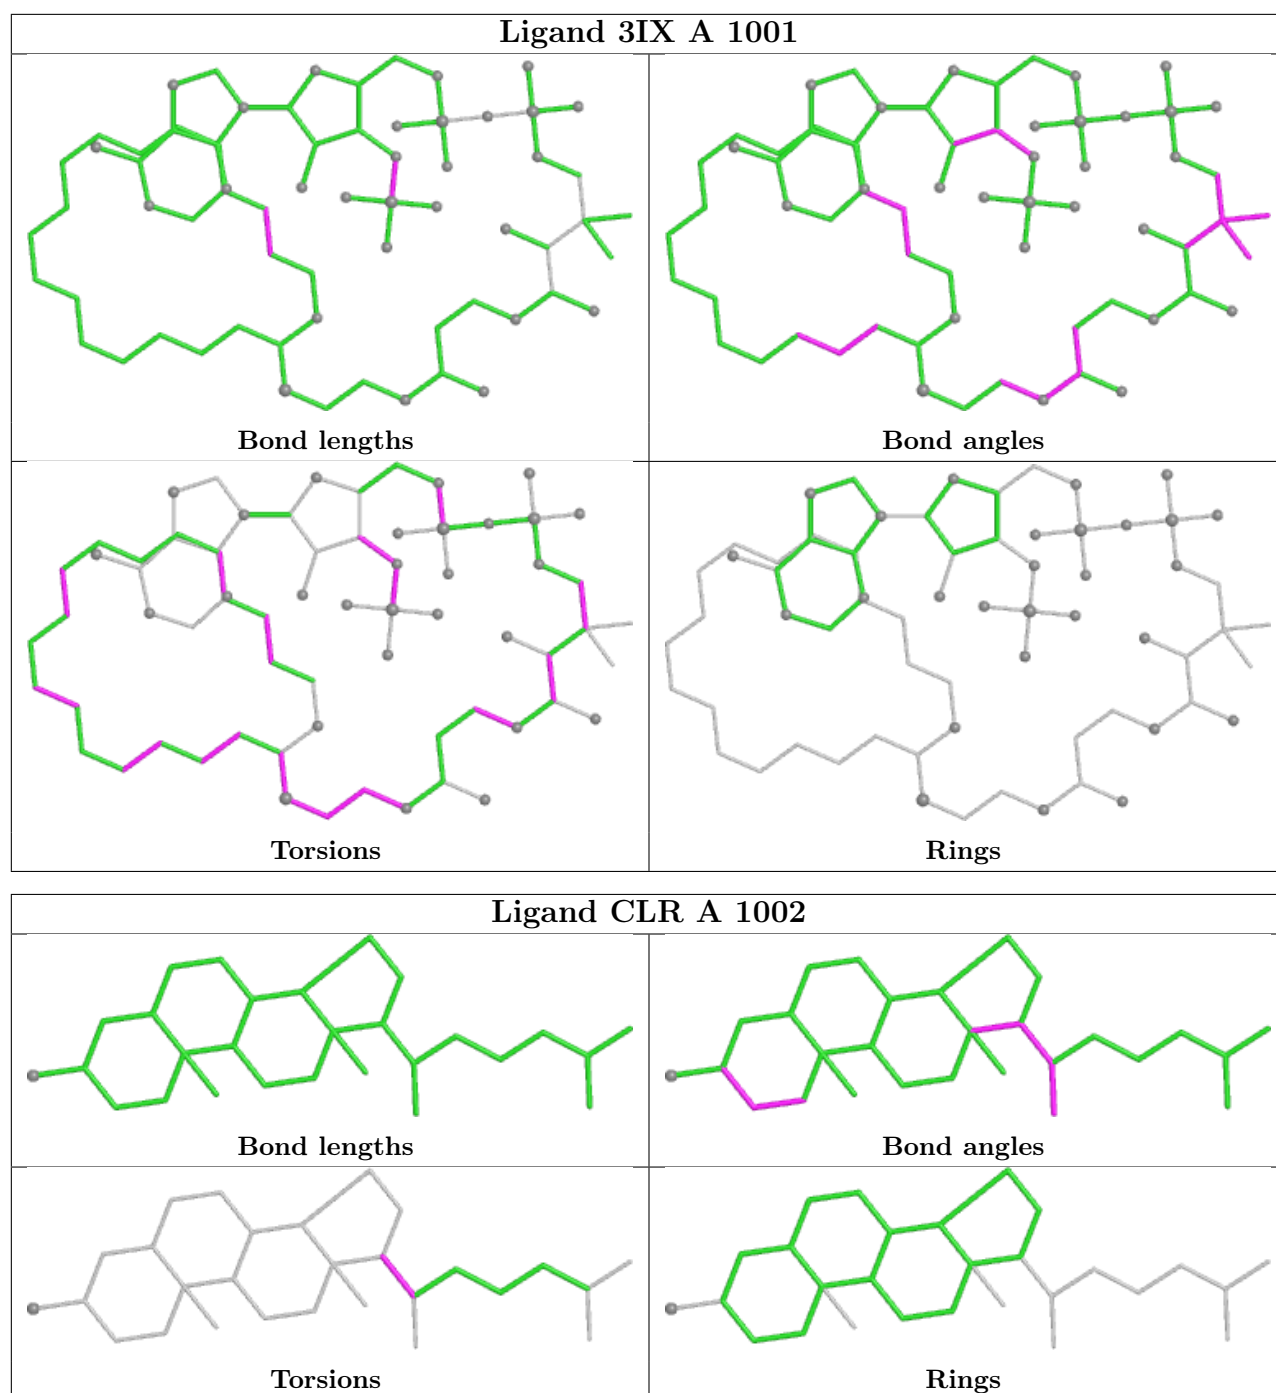 Ligand 3IX A 1001
Bond lengths
Bond angles
Torsions
Rings
Ligand CLR A 1002
Bond lengths
Bond angles
Torsions
Rings